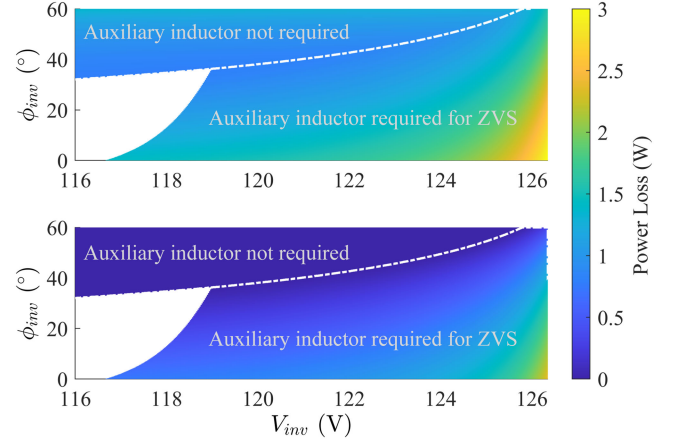 60
Auxiliary inductor not required
40
ϕinv (°)
20
Auxiliary inductor required for ZVS
0
116 118 120 122 124 126
60
Auxiliary inductor not required
40
ϕinv (°)
20
Auxiliary inductor required for ZVS
0
116 118 120 122 124 126
Vinv (V)
3
2.5
2
1.5
1
0.5
0
Power Loss (W)